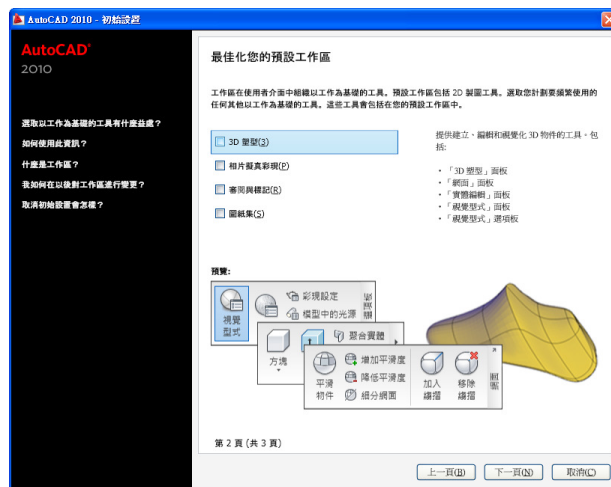 AutoCAD 2010 - 初始設置
AutoCAD
2010
選取以工作為基礎的工具有什麼益處？
如何使用此資訊？
什麼是工作區？
我如何在以後對工作區進行變更？
取消初始設置會怎樣？
最佳化您的預設工作區
工作區在使用者介面中組織以工作為基礎的工具。預設工作區包括 2D 製圖工具。選取您計劃要頻繁使用的
任何其他以工作為基礎的工具。這些工具會包括在您的預設工作區中。
3D 塑型(3)
相片擬真彩現(P)
審閱與標記(R)
圖紙集(S)
提供建立、編輯和視覺化 3D 物件的工具，包
括:
・「3D 塑型」面板
・「網面」面板
・「實體編輯」面板
・「視覺型式」面板
・「視覺型式」選項板
預覽:
視覺
型式
彩現設定
模型中的光源
方塊
聚合實體
平滑
物件
增加平滑度
降低平滑度
細分網面
加入
縐摺
移除
縐摺
第 2 頁 (共 3 頁)
上一頁(B)
下一頁(N)
取消(C)